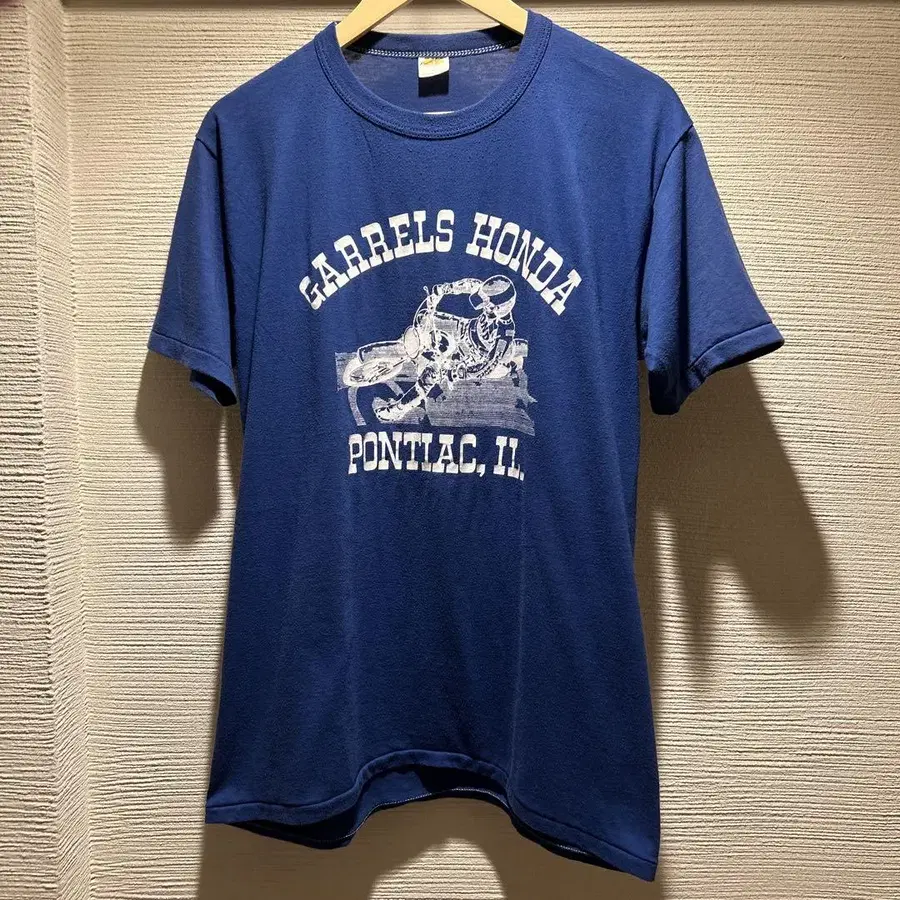 GARRELS HONDA
PONTIAC, IL.